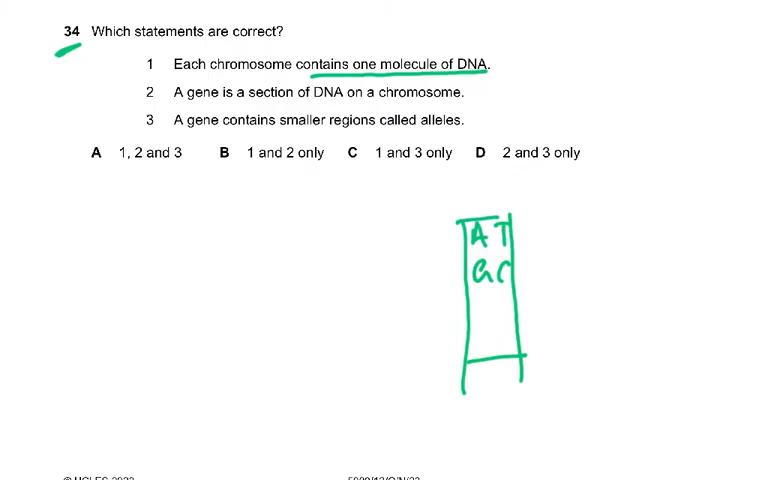 34 Which statements are correct?
1 Each chromosome contains one molecule of DNA.
2 A gene is a section of DNA on a chromosome.
3 A gene contains smaller regions called alleles.
A 1, 2 and 3 B 1 and 2 only C 1 and 3 only D 2 and 3 only
A T
G C